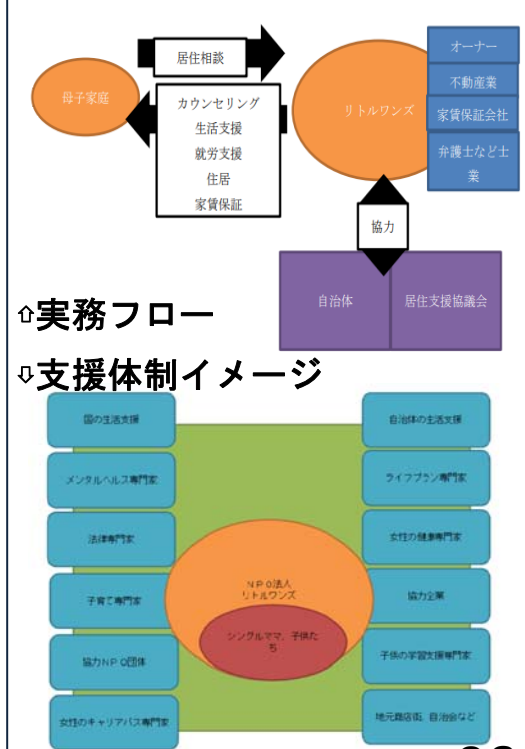 居住相談
母子家庭
カウンセリング
生活支援
就労支援
住居
家賃保証
リトルワンズ
オーナー
不動産業
家賃保証会社
弁護士など士
業
協力
自治体
居住支援協議会
⇧実務フロー
⇩支援体制イメージ
国の生活支援
メンタルヘルス専門家
法律専門家
子育て専門家
協力NPO団体
女性のキャリアパス専門家
NPO法人
リトルワンズ
シングルママ、子供た
ち
自治体の生活支援
ライフプラン専門家
女性の健康専門家
協力企業
子供の学習支援専門家
地元商店街、自治会など